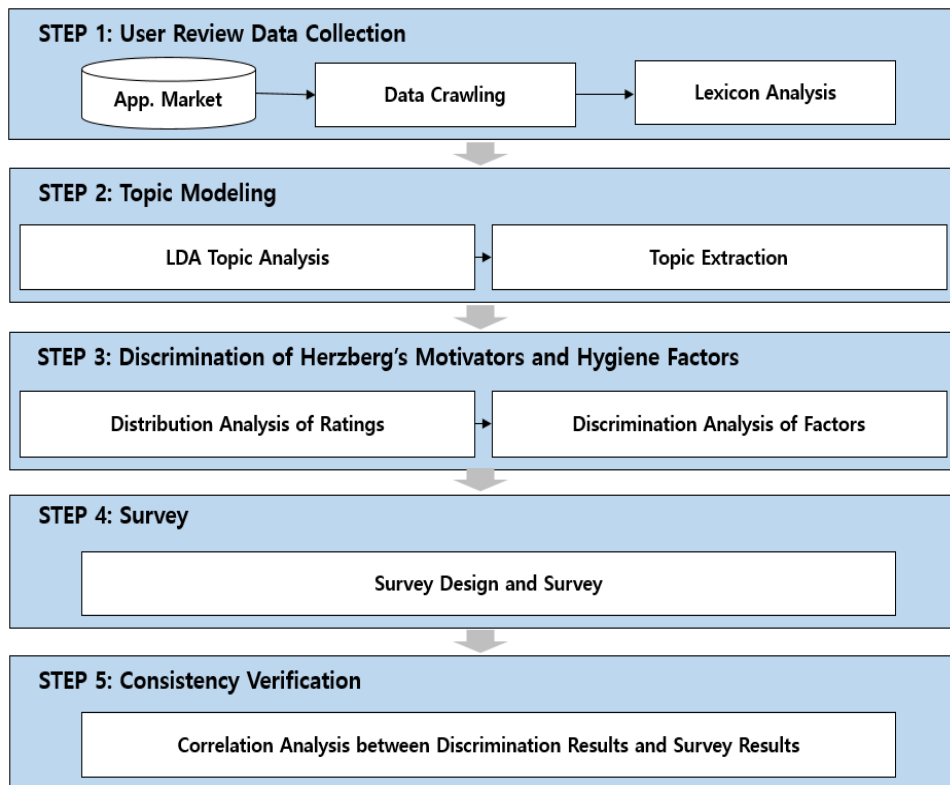 STEP 1: User Review Data Collection
App. Market
Data Crawling
Lexicon Analysis
STEP 2: Topic Modeling
LDA Topic Analysis
Topic Extraction
STEP 3: Discrimination of Herzberg's Motivators and Hygiene Factors
Distribution Analysis of Ratings
Discrimination Analysis of Factors
STEP 4: Survey
Survey Design and Survey
STEP 5: Consistency Verification
Correlation Analysis between Discrimination Results and Survey Results